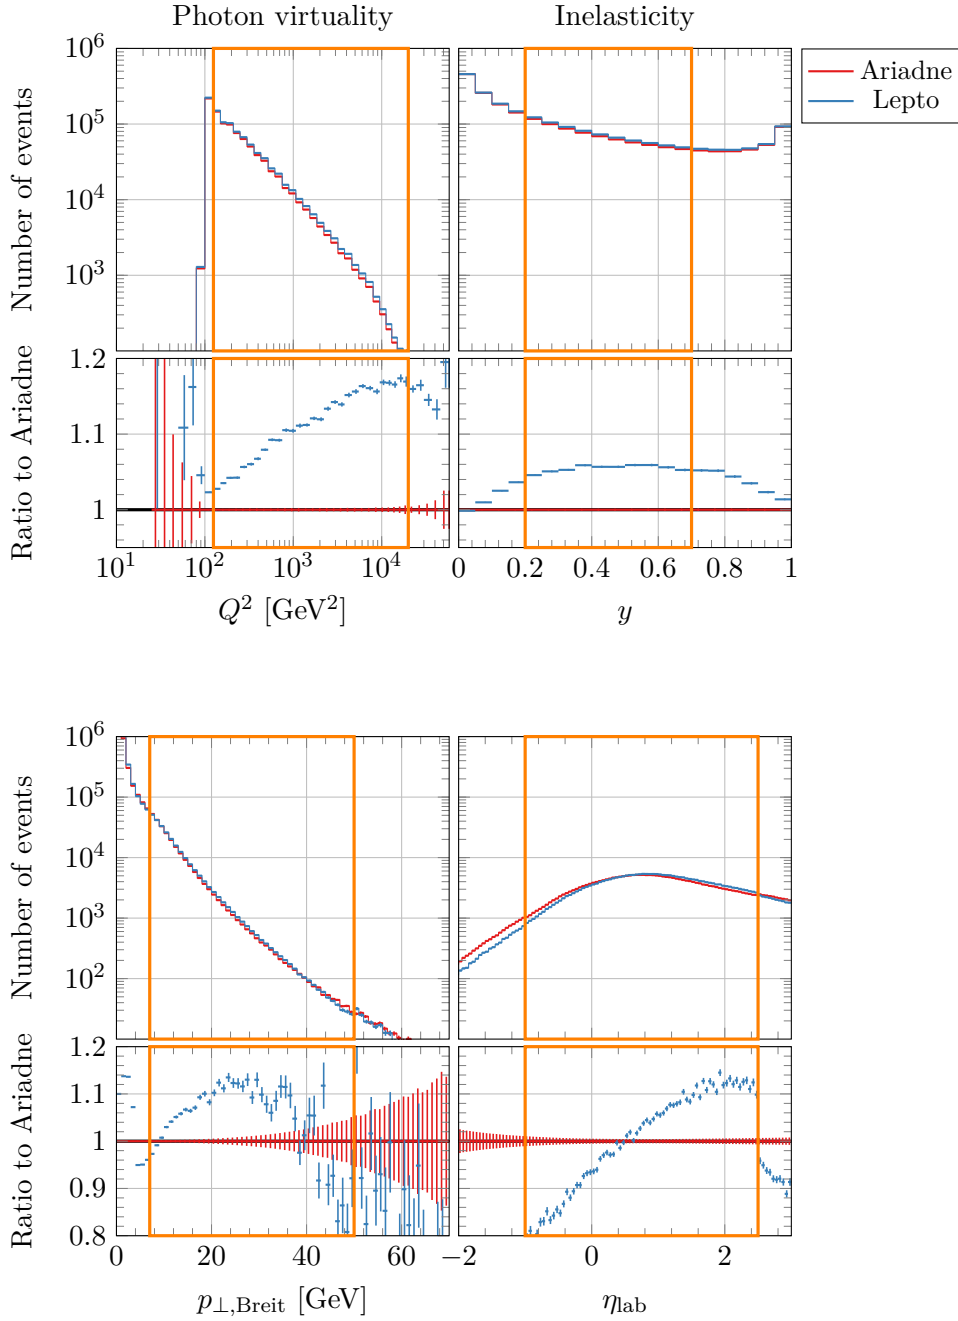 Photon virtuality
Inelasticity
Number of events
10^6
10^5
10^4
10^3
Ariadne
Lepto
Ratio to Ariadne
1.2
1.1
1
10^1 10^2 10^3 10^4
Q^2 [GeV^2]
0 0.2 0.4 0.6 0.8 1
y
Number of events
10^6
10^5
10^4
10^3
10^2
Ratio to Ariadne
1.2
1.1
1
0.9
0.8
0 20 40 60
p⊥,Breit [GeV]
−2 0 2
ηlab